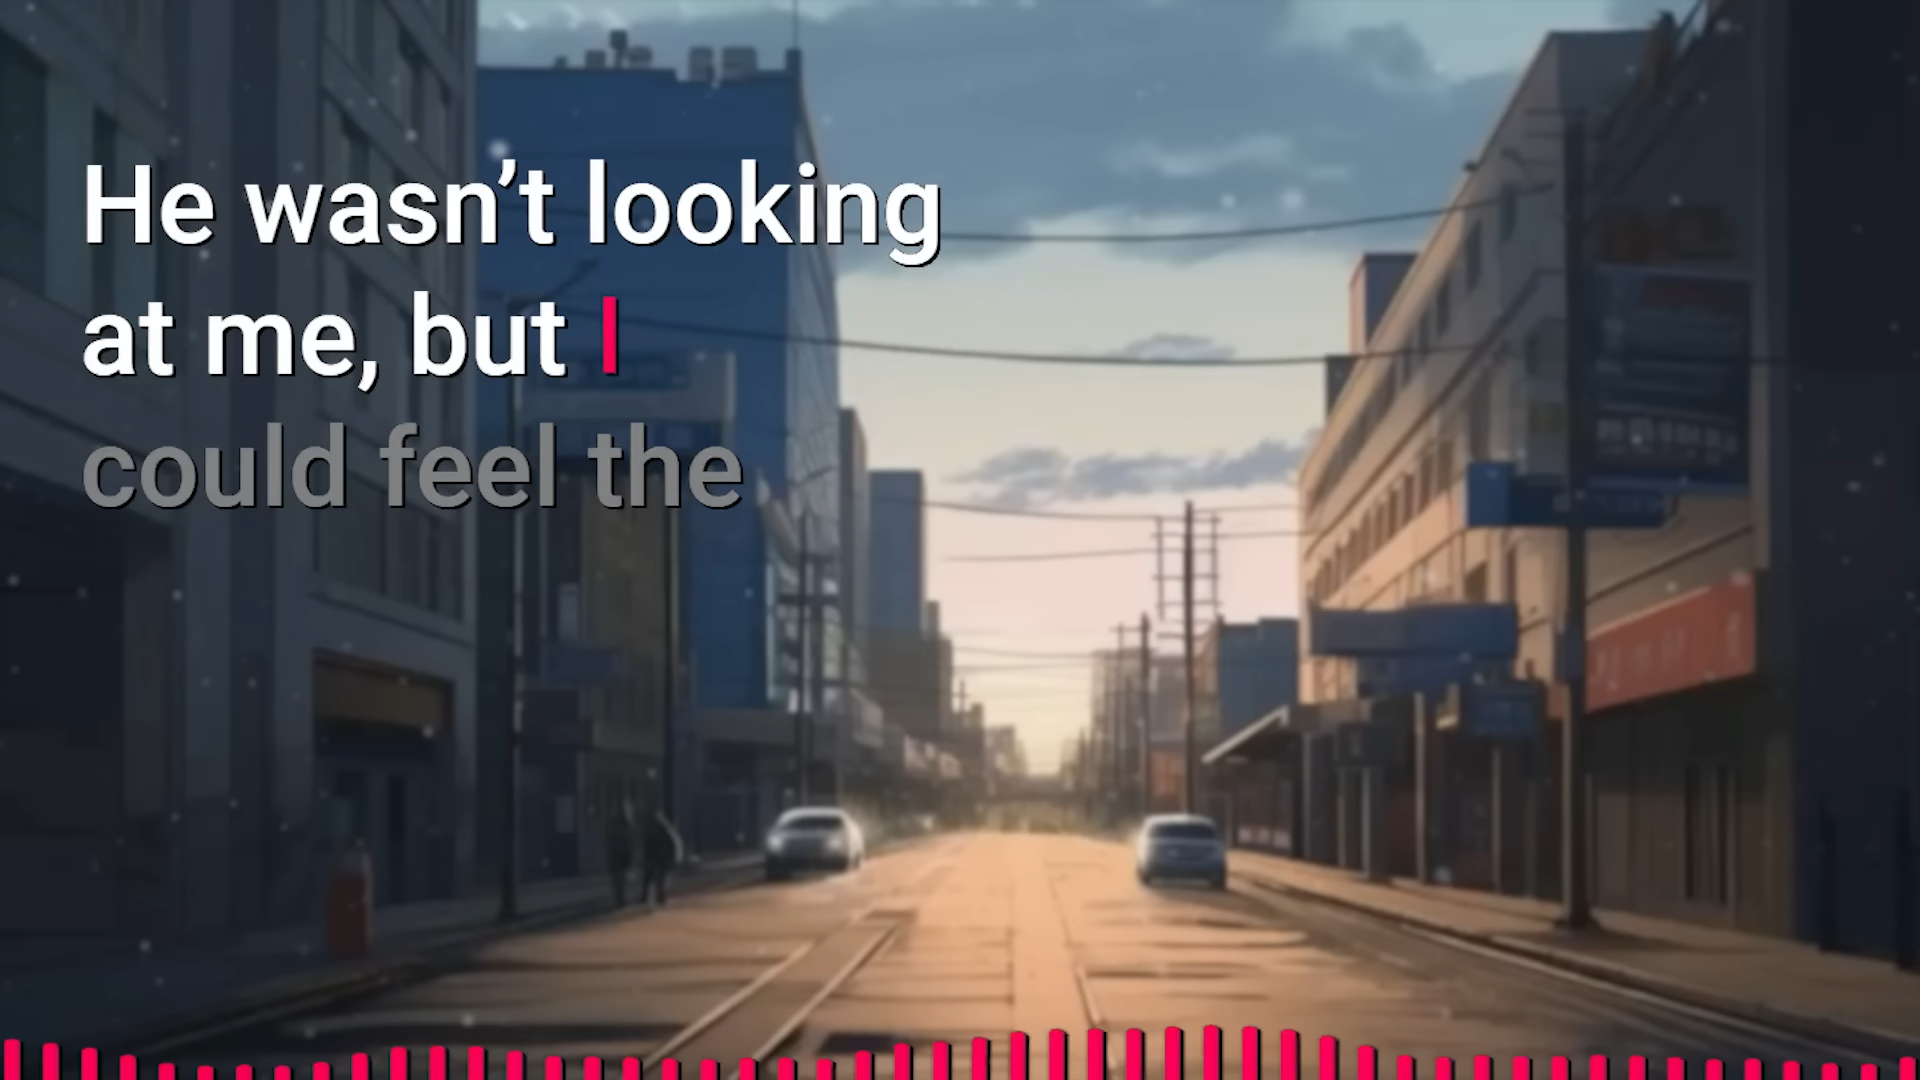 He wasn’t looking
at me, but I
could feel the